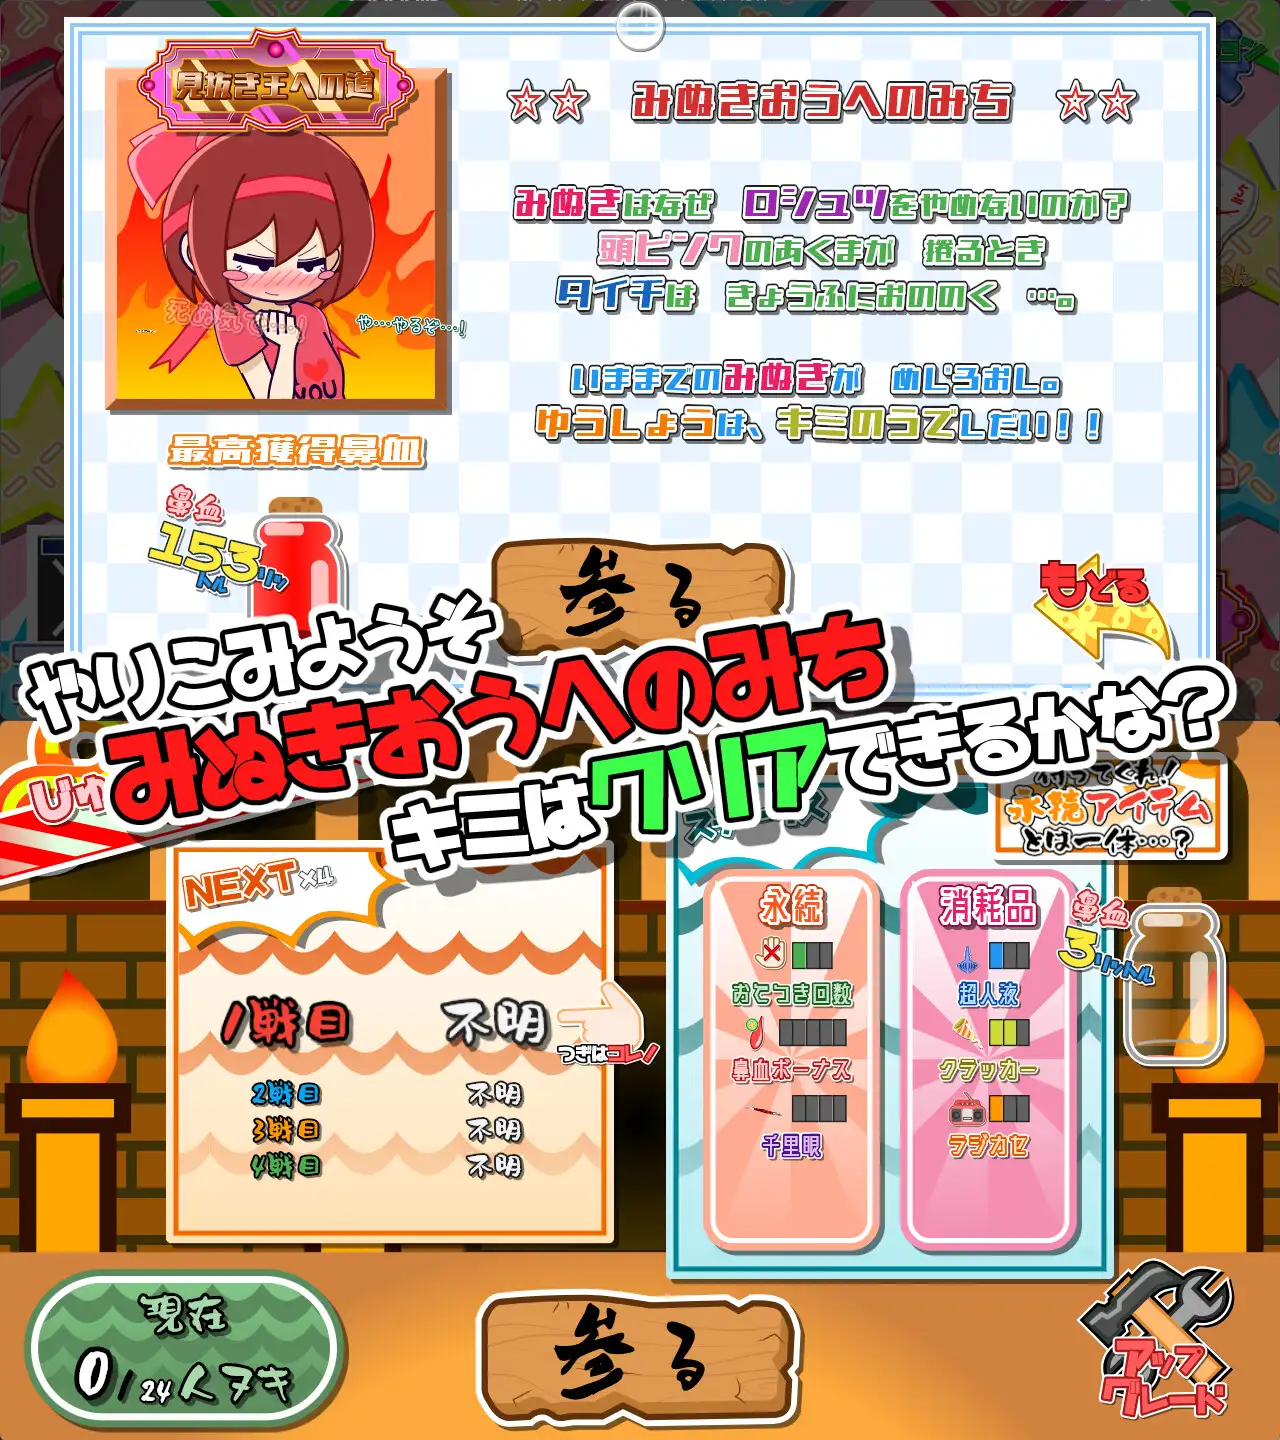 見抜き王への道
☆☆ みぬきおうへのみち ☆☆
みぬきはなぜ ロシュツをやめないのか?
頭ピンクのあくまが 捲るとき
タイチは きょうふにおののく …。
死ぬ気で…!
や…やるぞ…!
いままでのみぬきが めじろおし。
ゆうしょうは、キミのうでしだい!!
最高獲得鼻血
鼻血
153リットル
参る
もどる
やりこみようそ
みぬきおうへのみち
キミはクリアできるかな?
じゅ
永続アイテム
とは一体…?
NEXT ×4
1戦目 不明
つぎはコレ!
2戦目 不明
3戦目 不明
4戦目 不明
永続
おてつき回数
鼻血ボーナス
千里眼
消耗品
超人液
クラッカー
ラジカセ
鼻血
3リットル
現在
0/24人ヌキ
参る
アップ
グレード
YOU